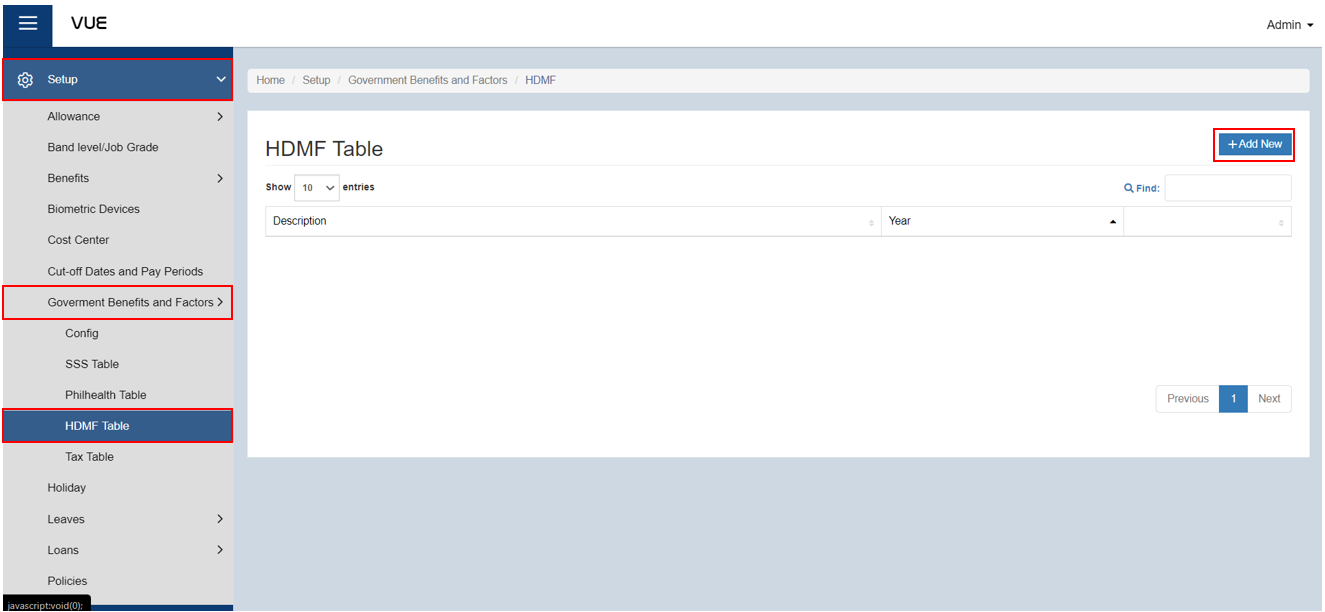 VUE
Admin
Setup
Home / Setup / Government Benefits and Factors / HDMF
Allowance
Band level/Job Grade
Benefits
Biometric Devices
Cost Center
Cut-off Dates and Pay Periods
Goverment Benefits and Factors
Config
SSS Table
Philhealth Table
HDMF Table
Tax Table
Holiday
Leaves
Loans
Policies
javascript:void(0);
HDMF Table
+Add New
Show 10 entries
Find:
Description Year
Previous 1 Next